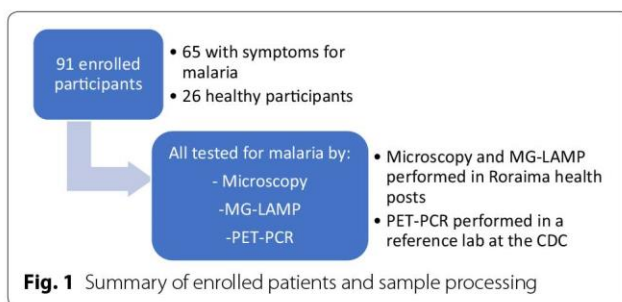 91 enrolled
participants
• 65 with symptoms for
malaria
• 26 healthy participants
All tested for malaria by:
- Microscopy
-MG-LAMP
-PET-PCR
• Microscopy and MG-LAMP
performed in Roraima health
posts
• PET-PCR performed in a
reference lab at the CDC
Fig. 1 Summary of enrolled patients and sample processing